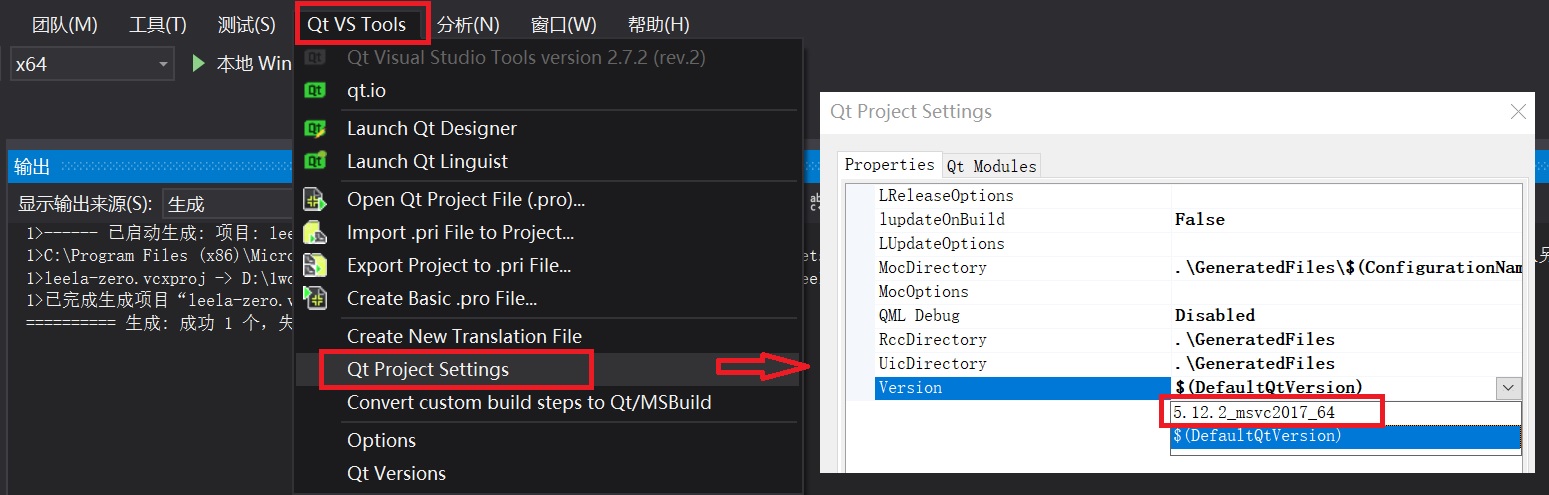 团队(M) 工具(T) 测试(S) Qt VS Tools 分析(N) 窗口(W) 帮助(H)
x64 本地 Win
Qt Visual Studio Tools version 2.7.2 (rev.2)
qt.io
Launch Qt Designer
Launch Qt Linguist
Open Qt Project File (.pro)...
Import .pri File to Project...
Export Project to .pri File...
Create Basic .pro File...
Create New Translation File
Qt Project Settings
Convert custom build steps to Qt/MSBuild
Options
Qt Versions
输出
显示输出来源(S): 生成
1>------ 已启动生成: 项目: lee
1>C:\Program Files (x86)\Micro
1>leela-zero.vcxproj -> D:\1wo
1>已完成生成项目“leela-zero.v
========== 生成: 成功 1 个，失
Qt Project Settings
Properties Qt Modules
LReleaseOptions
lupdateOnBuild False
LUpdateOptions
MocDirectory .\GeneratedFiles\$(ConfigurationNam
MocOptions
QML Debug Disabled
RccDirectory .\GeneratedFiles
UicDirectory .\GeneratedFiles
Version $(DefaultQtVersion)
5.12.2_msvc2017_64
$(DefaultQtVersion)